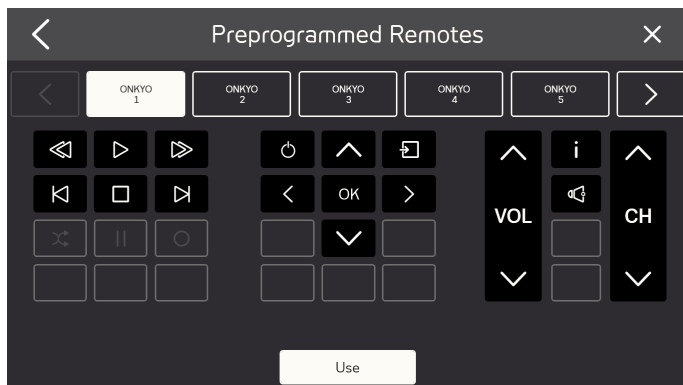 Preprogrammed Remotes
ONKYO
1
ONKYO
2
ONKYO
3
ONKYO
4
ONKYO
5
i
OK
VOL
CH
Use